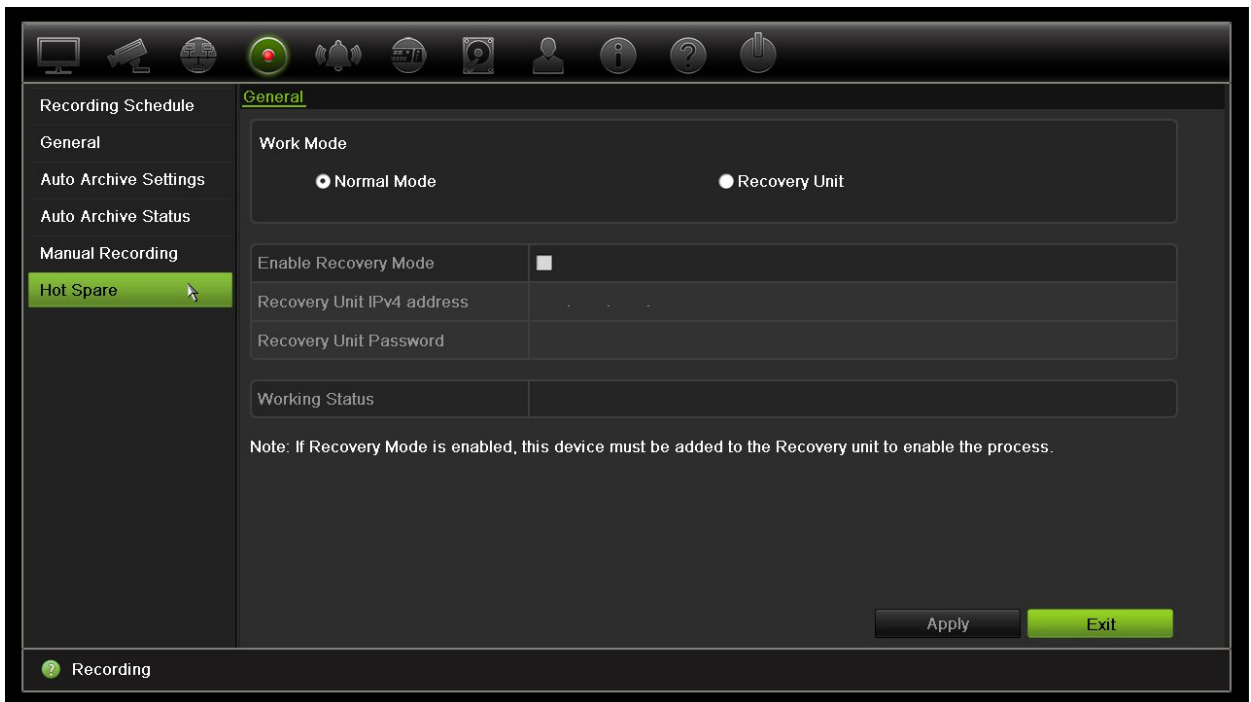 Recording Schedule
General
Auto Archive Settings
Auto Archive Status
Manual Recording
Hot Spare
General
Work Mode
Normal Mode
Recovery Unit
Enable Recovery Mode
Recovery Unit IPv4 address
. . .
Recovery Unit Password
Working Status
Note: If Recovery Mode is enabled, this device must be added to the Recovery unit to enable the process.
Apply
Exit
Recording